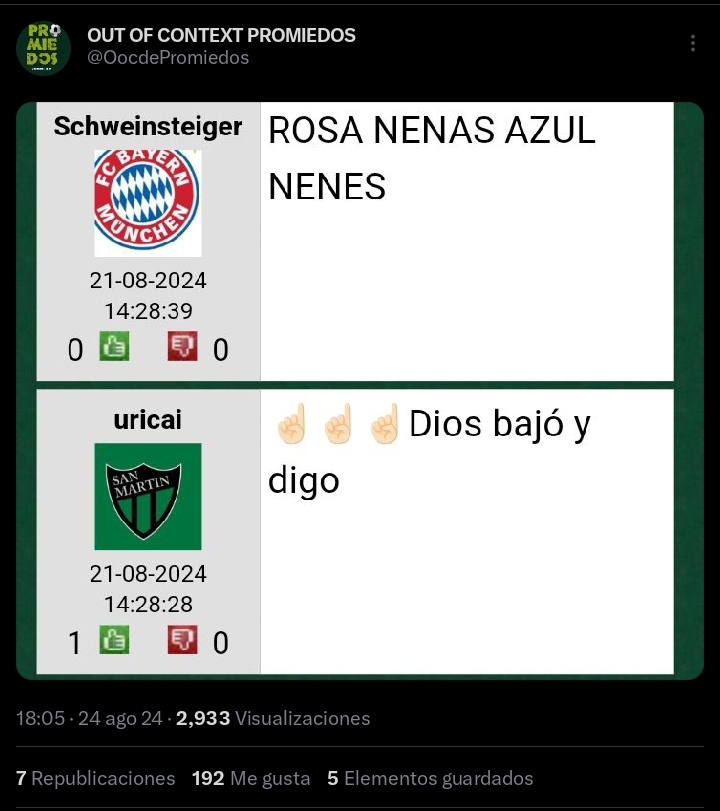 PRO
MIE
DOS
OUT OF CONTEXT PROMIEDOS
@OocdePromiedos
Schweinsteiger
FC BAYERN
MÜNCHEN
21-08-2024
14:28:39
0 0
ROSA NENAS AZUL
NENES
uricai
SAN
MARTIN
21-08-2024
14:28:28
1 0
☝🏻☝🏻☝🏻Dios bajó y
digo
18:05 · 24 ago 24 · 2,933 Visualizaciones
7 Republicaciones 192 Me gusta 5 Elementos guardados